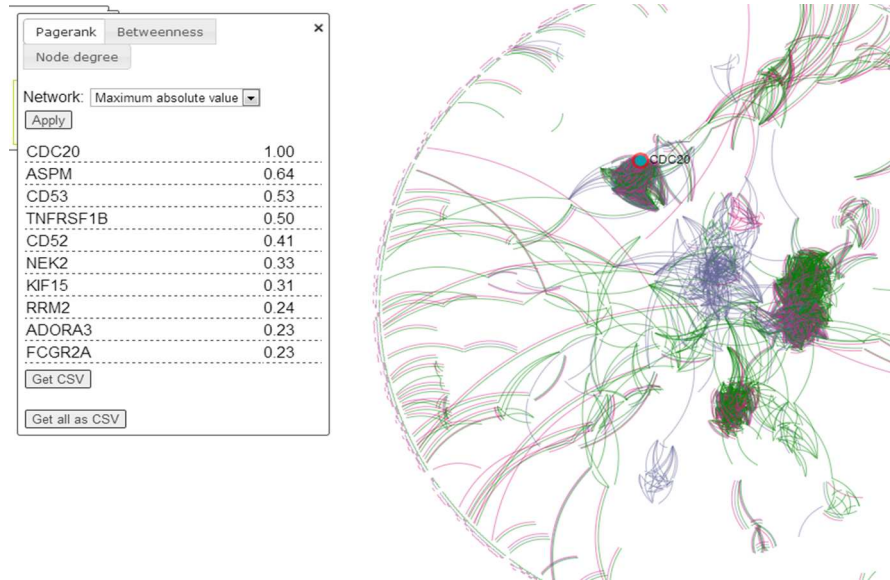 Pagerank Betweenness ×
Node degree
Network: Maximum absolute value
Apply
CDC20 1.00
ASPM 0.64
CD53 0.53
TNFRSF1B 0.50
CD52 0.41
NEK2 0.33
KIF15 0.31
RRM2 0.24
ADORA3 0.23
FCGR2A 0.23
Get CSV
Get all as CSV
CDC20